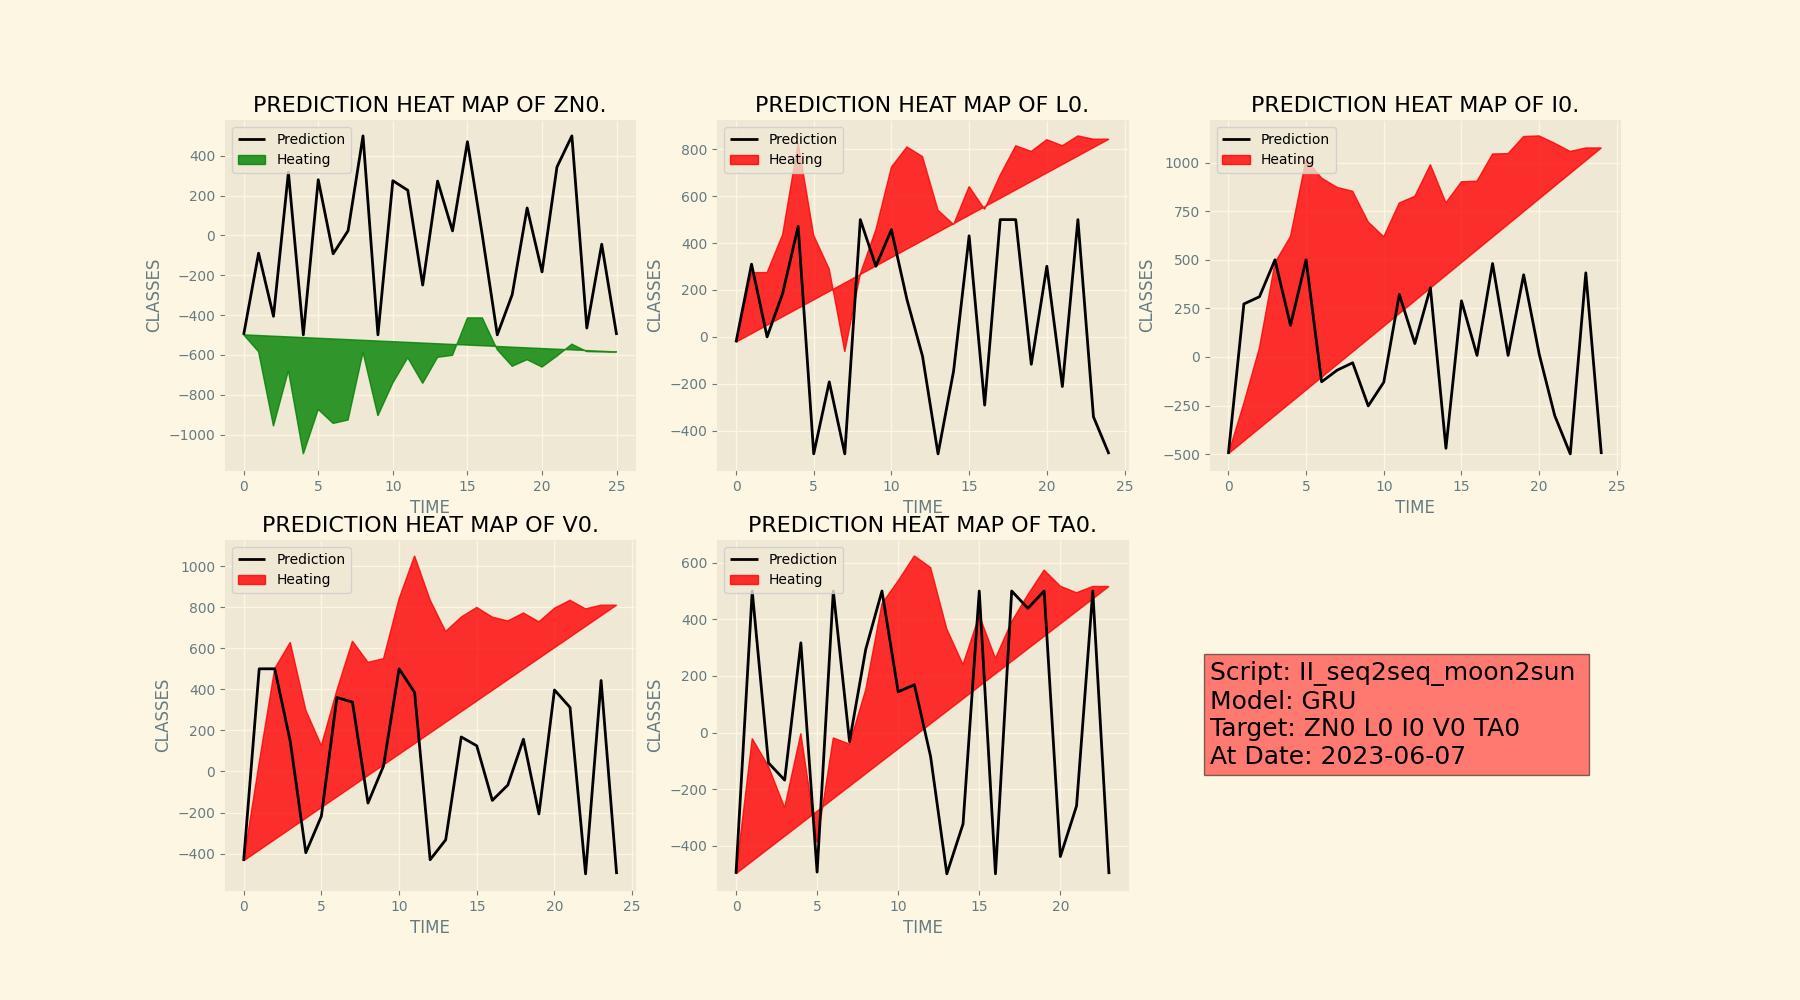 PREDICTION HEAT MAP OF ZN0.
Prediction
Heating
CLASSES
400
200
0
−200
−400
−600
−800
−1000
0 5 10 15 20 25
TIME
PREDICTION HEAT MAP OF L0.
Prediction
Heating
CLASSES
800
600
400
200
0
−200
−400
0 5 10 15 20 25
TIME
PREDICTION HEAT MAP OF I0.
Prediction
Heating
CLASSES
1000
750
500
250
0
−250
−500
0 5 10 15 20 25
TIME
PREDICTION HEAT MAP OF V0.
Prediction
Heating
CLASSES
1000
800
600
400
200
0
−200
−400
0 5 10 15 20 25
TIME
PREDICTION HEAT MAP OF TA0.
Prediction
Heating
CLASSES
600
400
200
0
−200
−400
0 5 10 15 20
TIME
Script: II_seq2seq_moon2sun
Model: GRU
Target: ZN0 L0 I0 V0 TA0
At Date: 2023-06-07